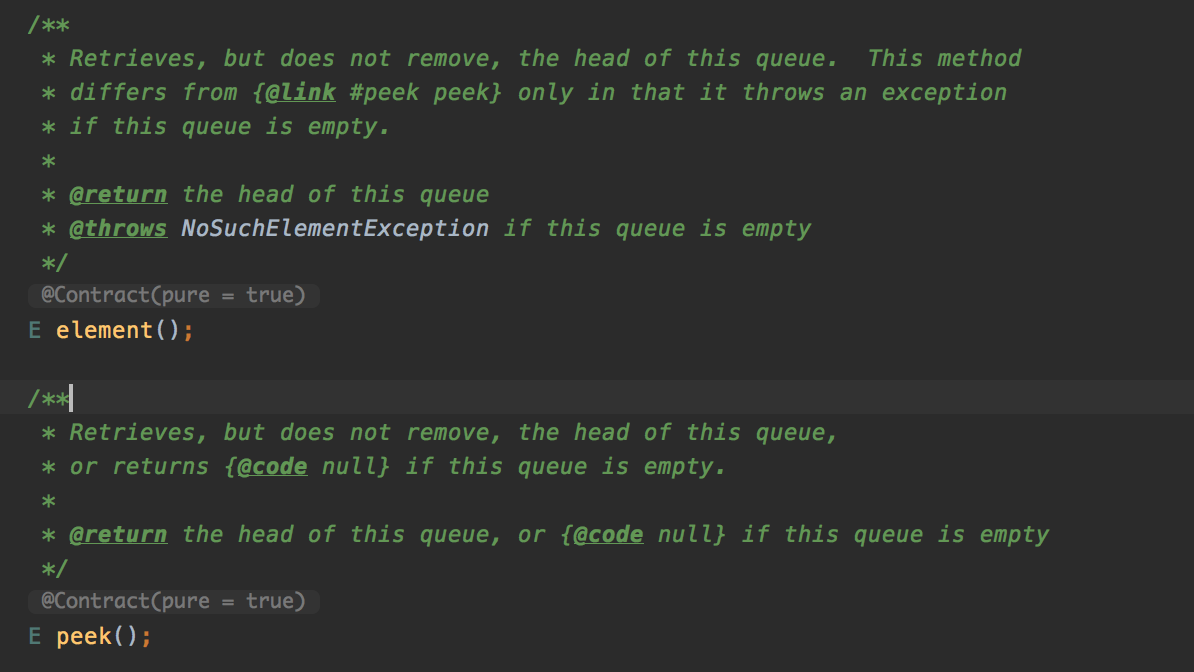 /**
 * Retrieves, but does not remove, the head of this queue.  This method
 * differs from {@link #peek peek} only in that it throws an exception
 * if this queue is empty.
 *
 * @return the head of this queue
 * @throws NoSuchElementException if this queue is empty
 */
@Contract(pure = true)
E element();
/**
 * Retrieves, but does not remove, the head of this queue,
 * or returns {@code null} if this queue is empty.
 *
 * @return the head of this queue, or {@code null} if this queue is empty
 */
@Contract(pure = true)
E peek();